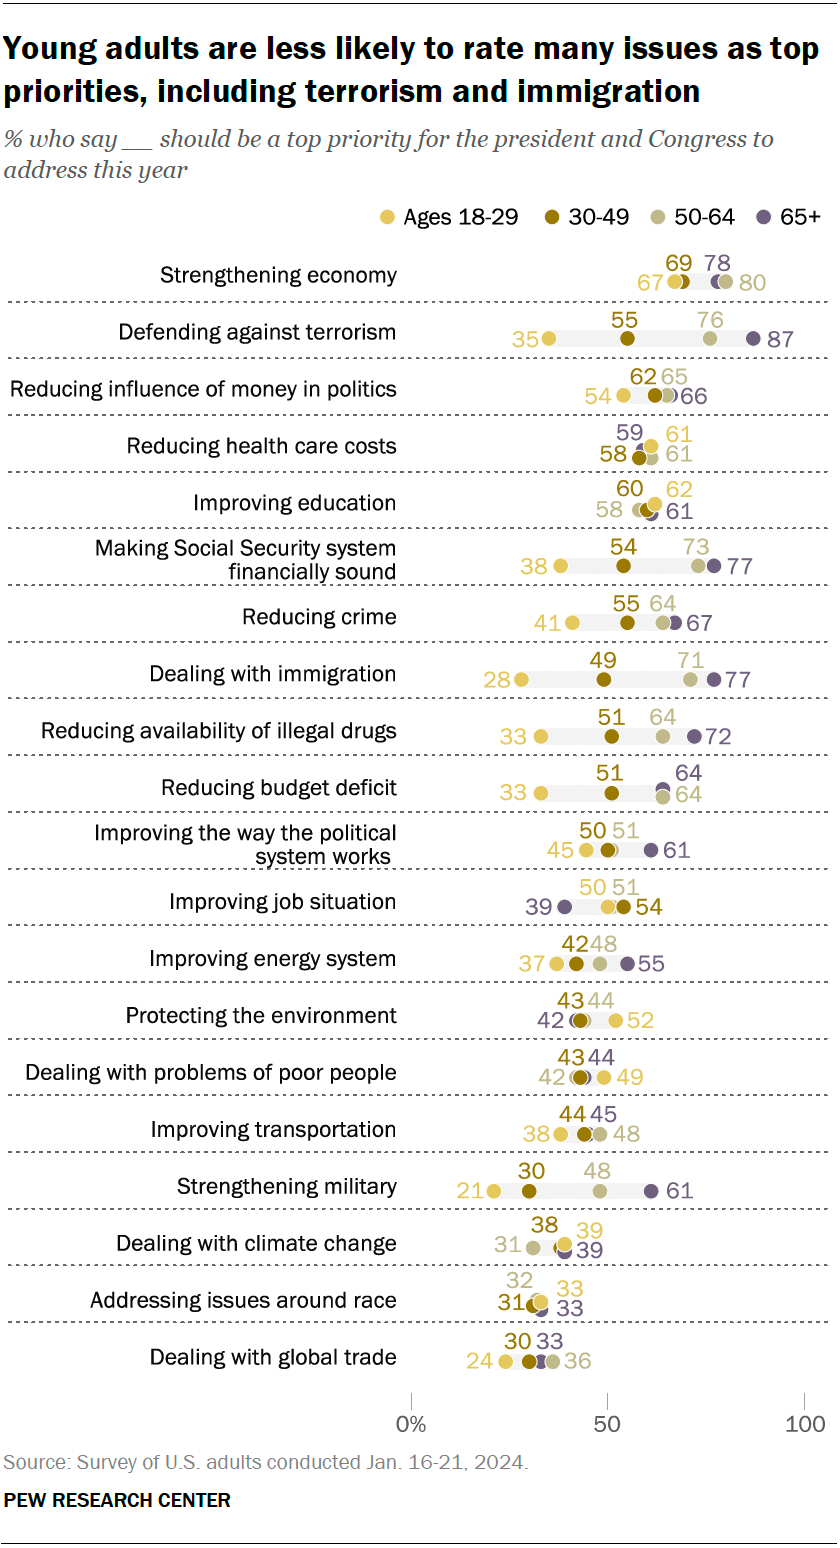 Young adults are less likely to rate many issues as top
priorities, including terrorism and immigration
% who say __ should be a top priority for the president and Congress to
address this year
Ages 18-29 30-49 50-64 65+
69 78
Strengthening economy 67 80
55 76
Defending against terrorism 35 87
62 65
Reducing influence of money in politics 54 66
59 61
Reducing health care costs 58 61
60 62
Improving education 58 61
Making Social Security system 54 73
financially sound 38 77
55 64
Reducing crime 41 67
49 71
Dealing with immigration 28 77
51 64
Reducing availability of illegal drugs 33 72
51 64
Reducing budget deficit 33 64
Improving the way the political 50 51
system works 45 61
50 51
Improving job situation 39 54
42 48
Improving energy system 37 55
43 44
Protecting the environment 42 52
43 44
Dealing with problems of poor people 42 49
44 45
Improving transportation 38 48
30 48
Strengthening military 21 61
38 39
Dealing with climate change 31 39
32 33
Addressing issues around race 31 33
30 33
Dealing with global trade 24 36
0% 50 100
Source: Survey of U.S. adults conducted Jan. 16-21, 2024.
PEW RESEARCH CENTER